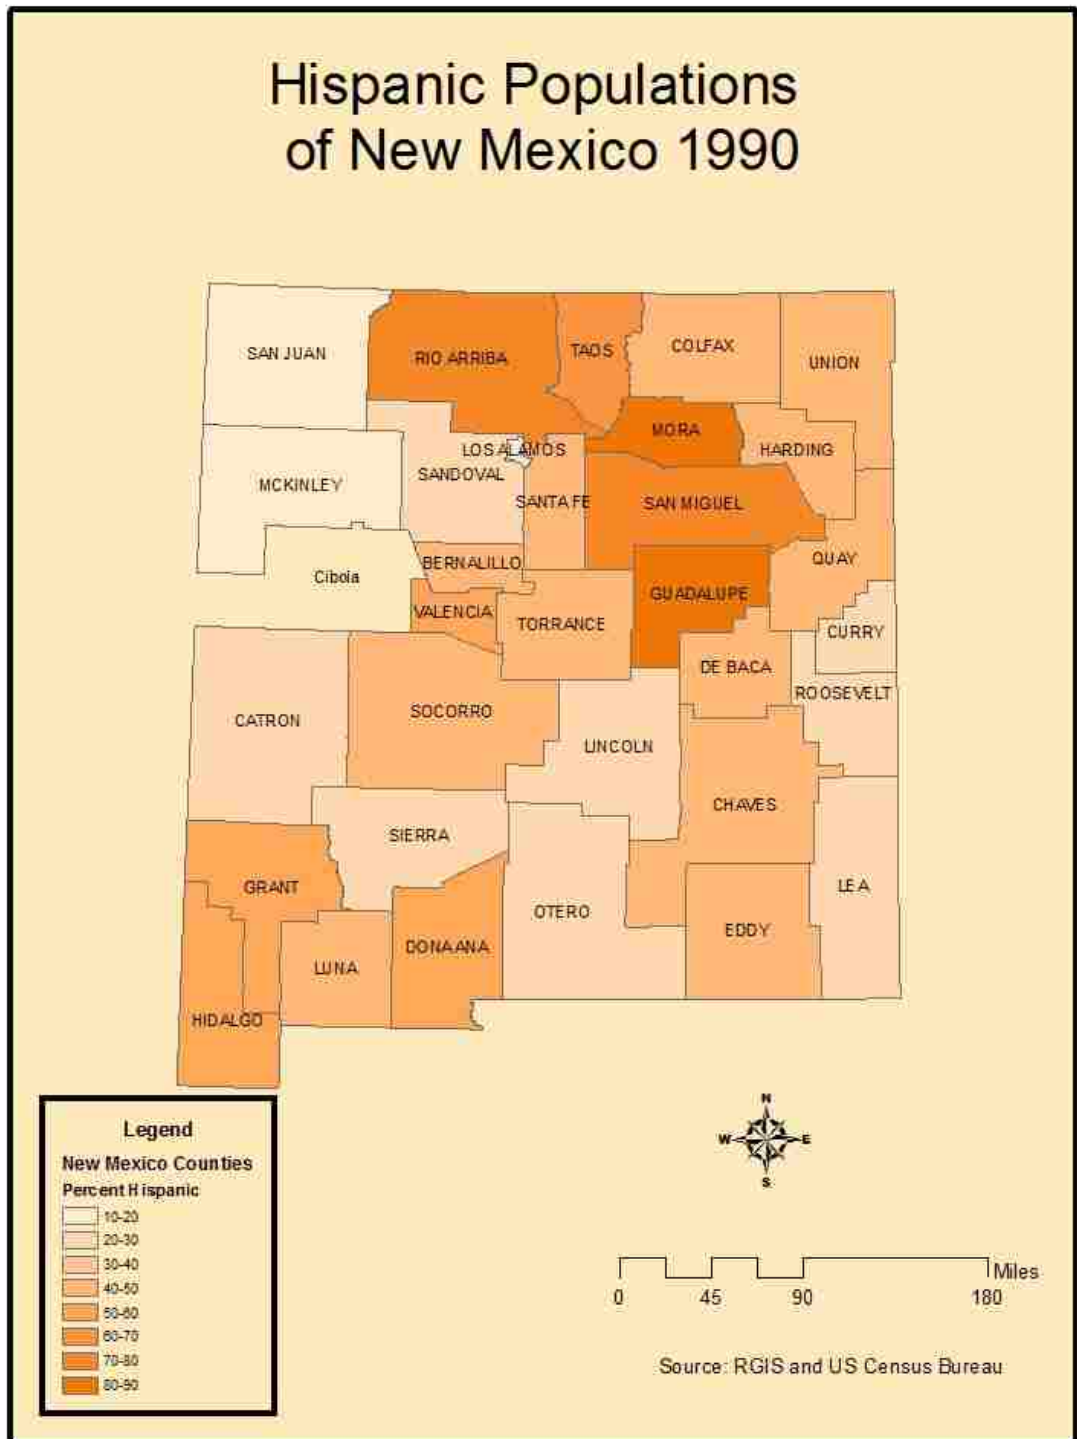 Hispanic Populations
of New Mexico 1990
SAN JUAN
RIO ARRIBA
TAOS
COLFAX
UNION
MORA
HARDING
LOS ALAMOS
SANDOVAL
MCKINLEY
SANTA FE
SAN MIGUEL
QUAY
BERNALILLO
Cibola
GUADALUPE
VALENCIA
TORRANCE
CURRY
DE BACA
ROOSEVELT
CATRON
SOCORRO
LINCOLN
CHAVES
SIERRA
GRANT
LEA
OTERO
EDDY
DONA ANA
LUNA
HIDALGO
Legend
New Mexico Counties
Percent Hispanic
10-20
20-30
30-40
40-50
50-60
60-70
70-80
80-90
N
W E
S
Miles
0 45 90 180
Source: RGIS and US Census Bureau